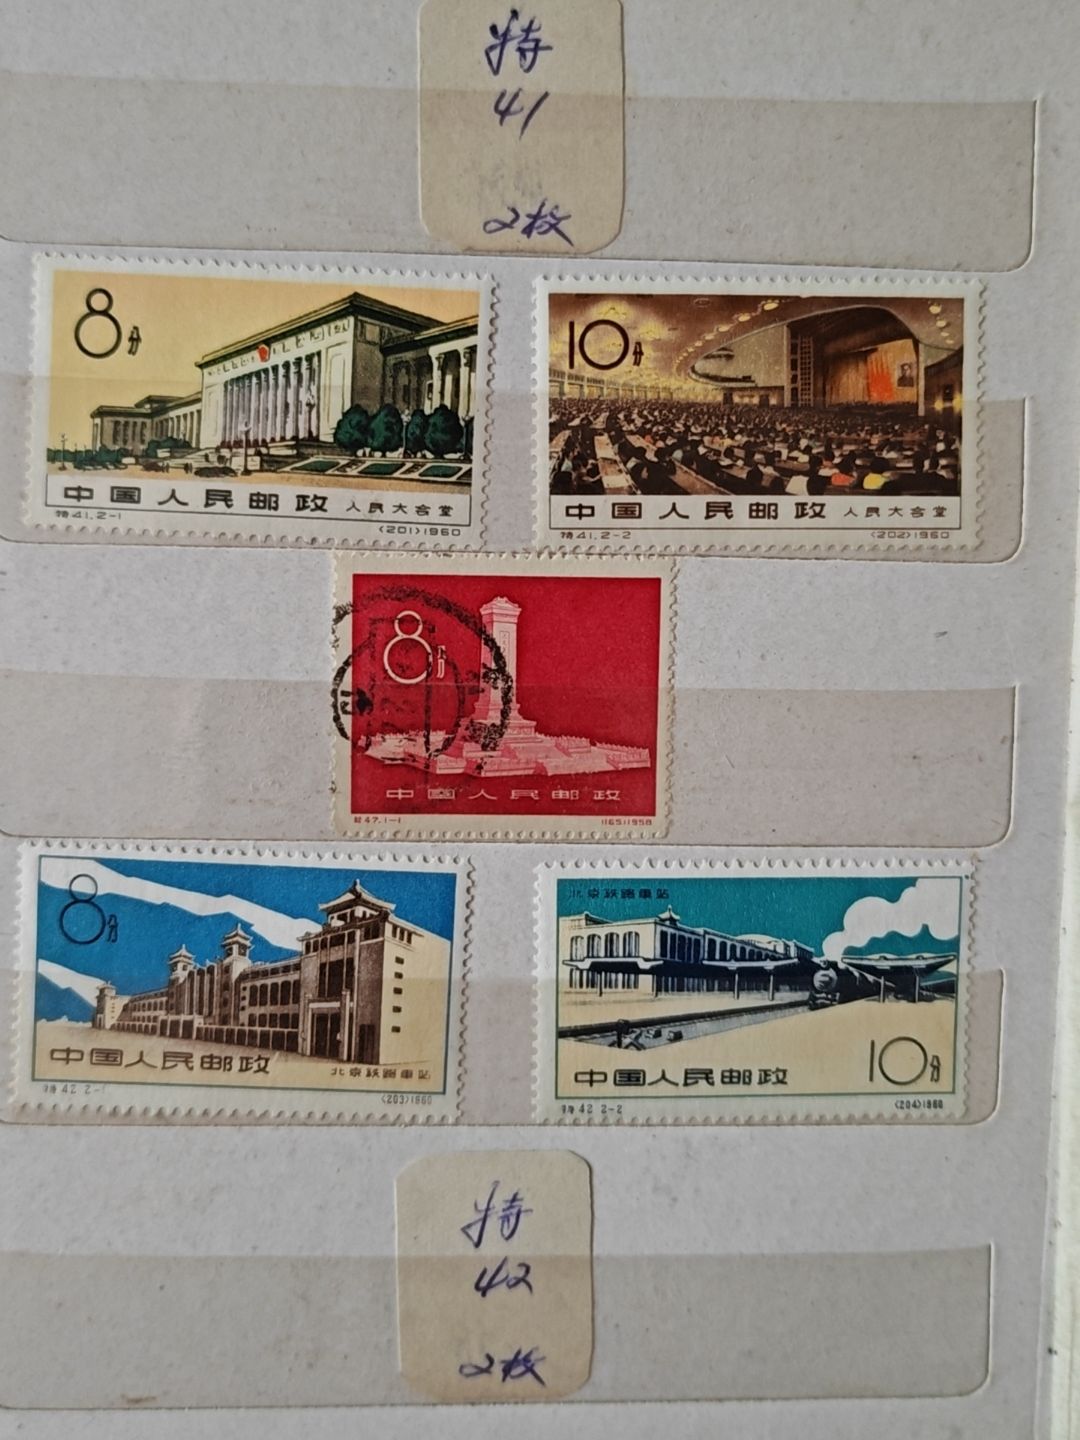 特
41
2枚
8分
中国人民邮政 人民大会堂
特41.2-1 (201)1960
10分
中国人民邮政 人民大会堂
特41.2-2 (202)1960
8分
中国人民邮政
纪47.1-1 (165)1958
8分
中国人民邮政
北京铁路車站
特42 2-1 (203)1960
北京铁路車站
中国人民邮政 10分
特42 2-2 (204)1960
特
42
2枚